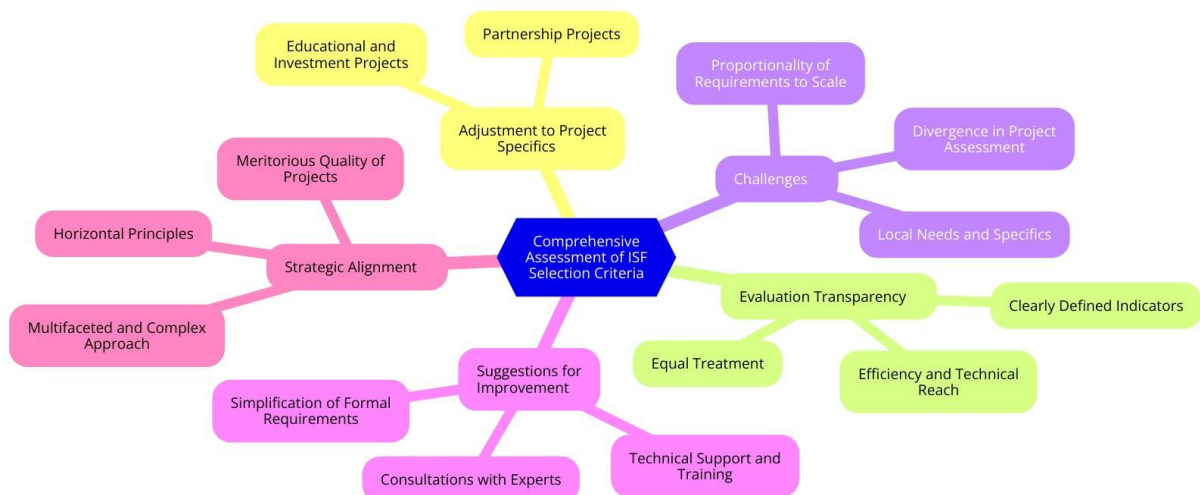 Educational and
Investment Projects
Partnership Projects
Adjustment to Project
Specifics
Proportionality of
Requirements to Scale
Divergence in Project
Assessment
Challenges
Local Needs and Specifics
Meritorious Quality of
Projects
Horizontal Principles
Strategic Alignment
Multifaceted and Complex
Approach
Comprehensive
Assessment of ISF
Selection Criteria
Evaluation Transparency
Clearly Defined Indicators
Equal Treatment
Efficiency and Technical
Reach
Suggestions for
Improvement
Simplification of Formal
Requirements
Consultations with Experts
Technical Support and
Training